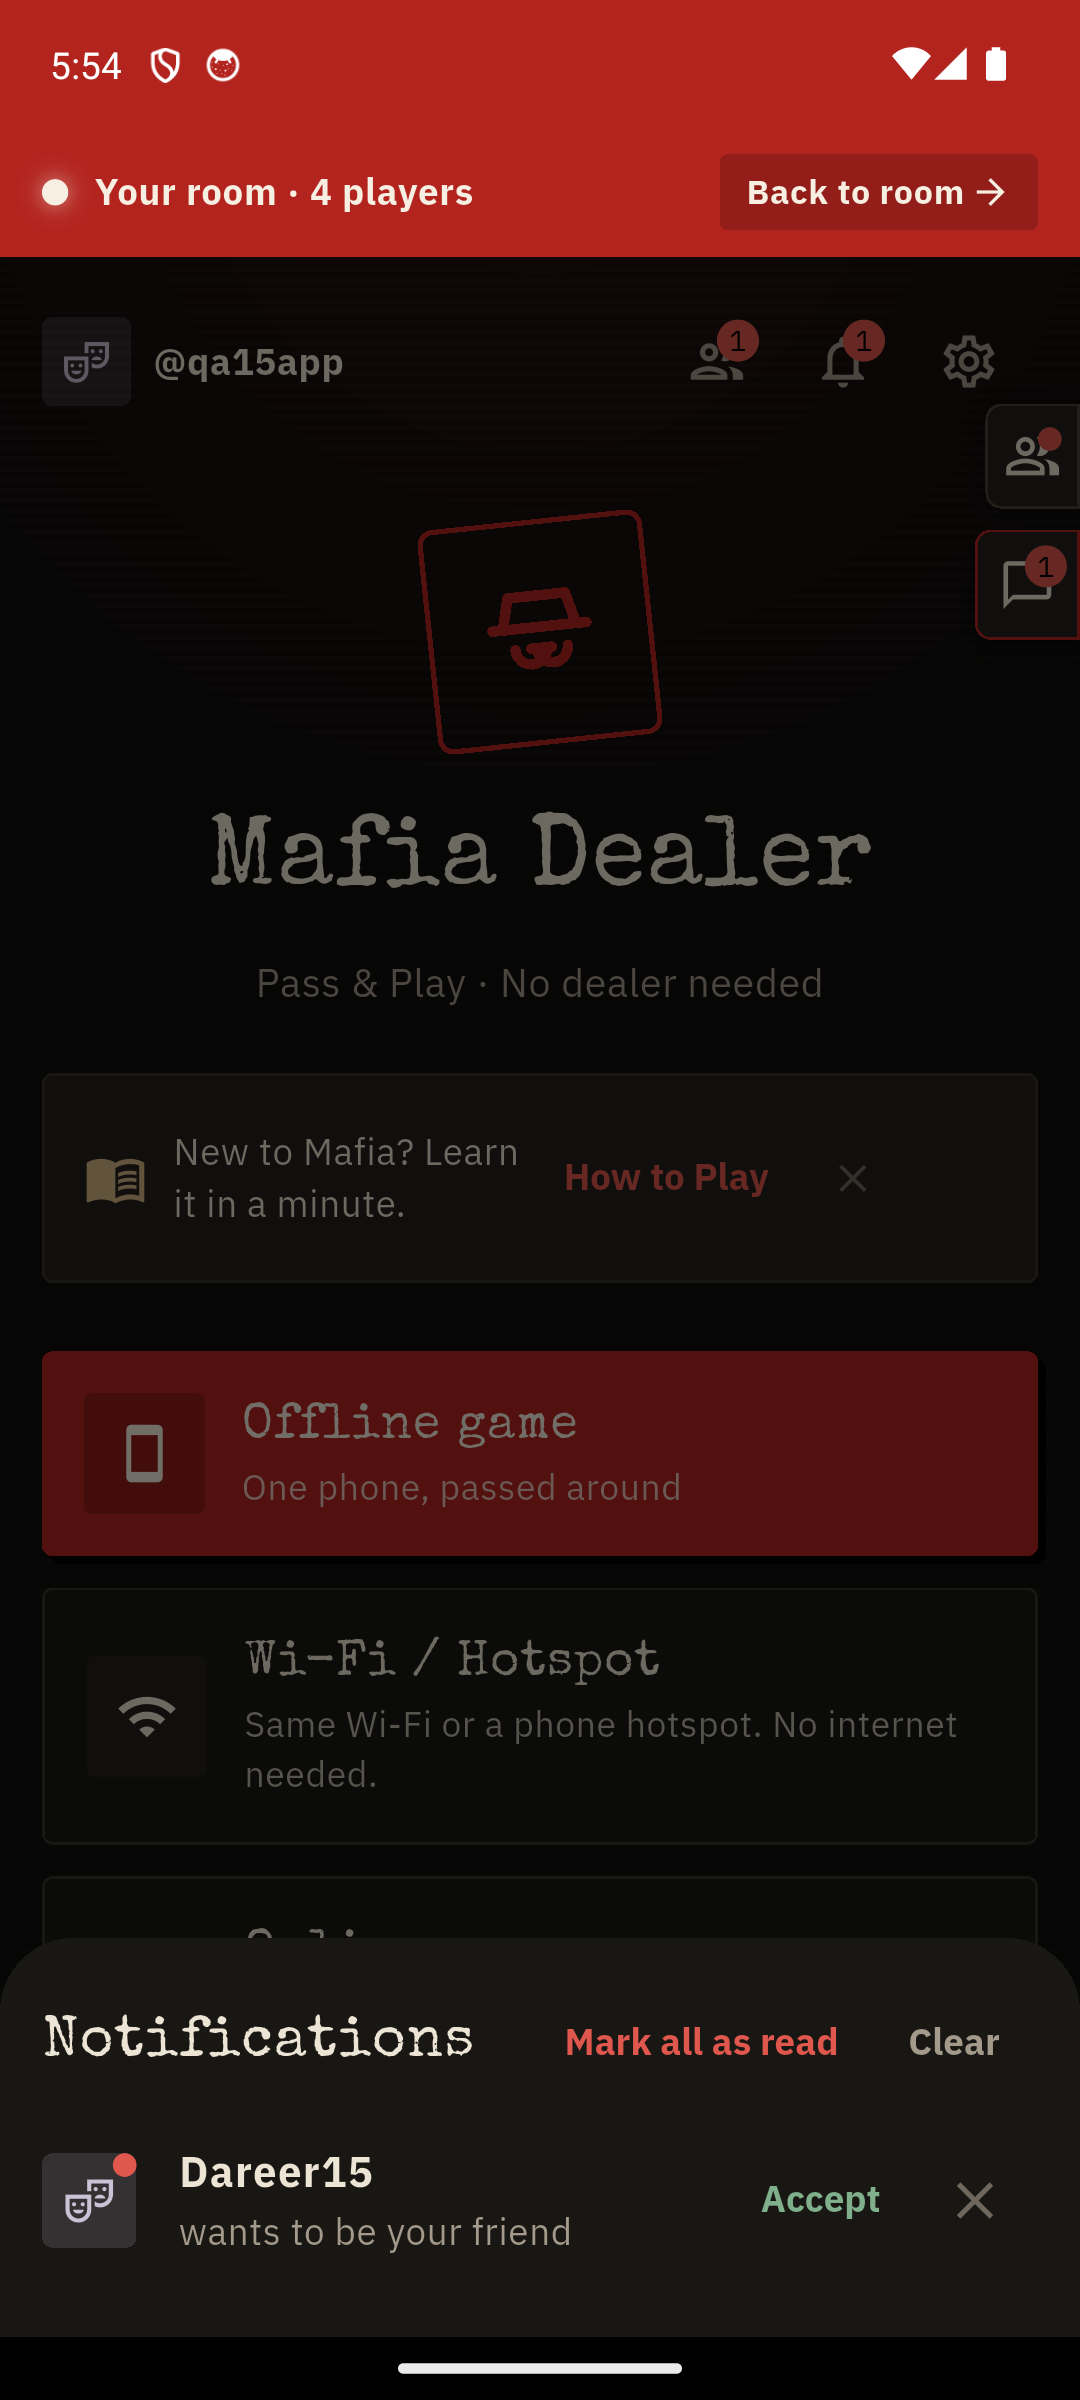 5:54
Your room · 4 players
Back to room →
@qa15app
1
1
1
Mafia Dealer
Pass & Play · No dealer needed
New to Mafia? Learn
it in a minute.
How to Play
Offline game
One phone, passed around
Wi-Fi / Hotspot
Same Wi-Fi or a phone hotspot. No internet
needed.
Notifications
Mark all as read
Clear
Dareer15
wants to be your friend
Accept